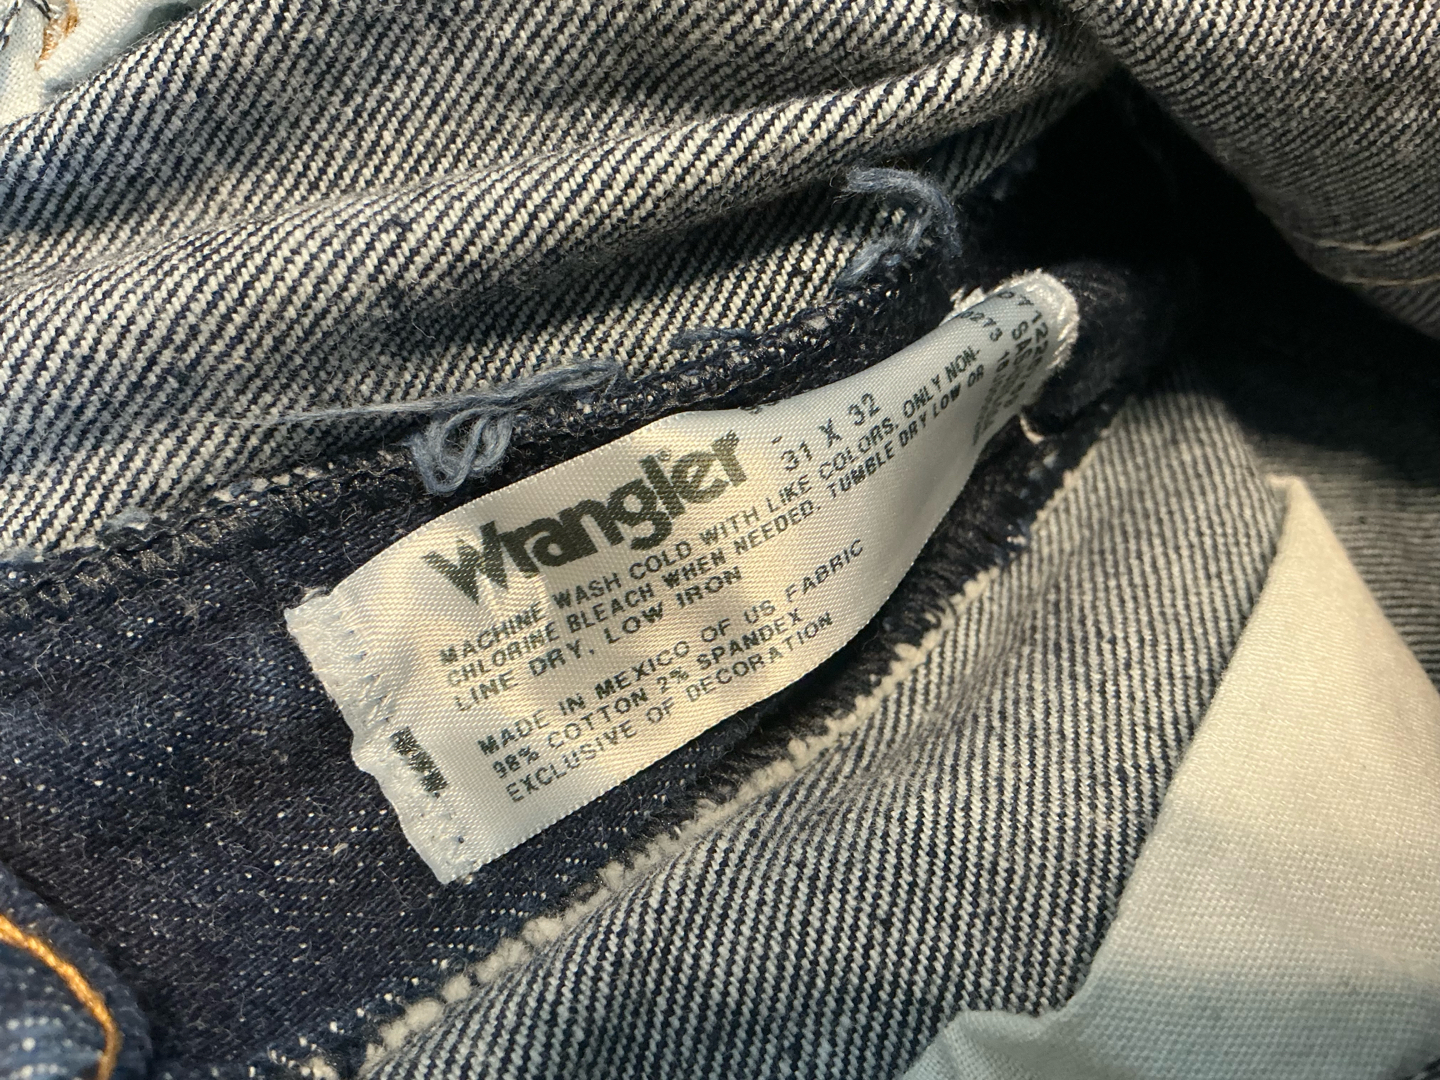 Wrangler
31 X 32
MACHINE WASH COLD WITH LIKE COLORS. ONLY NON-
CHLORINE BLEACH WHEN NEEDED. TUMBLE DRY LOW OR
LINE DRY. LOW IRON
MADE IN MEXICO OF US FABRIC
98% COTTON 2% SPANDEX
EXCLUSIVE OF DECORATION